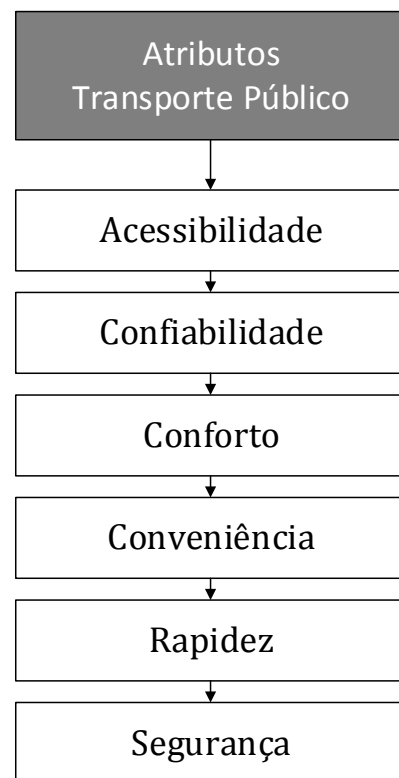 Atributos
Transporte Público
Acessibilidade
Confiabilidade
Conforto
Conveniência
Rapidez
Segurança